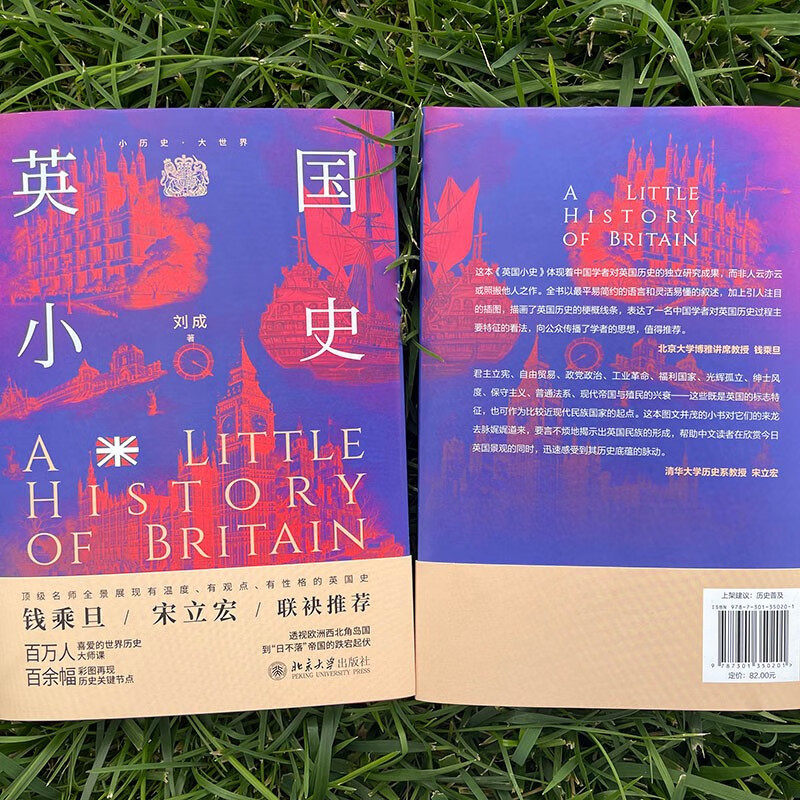 小历史·大世界
英国
小史
刘成
著
A LITTLE
HISTORY
OF BRITAIN
顶级名师全景展现有温度、有观点、有性格的英国史
钱乘旦 / 宋立宏 / 联袂推荐
百万人 喜爱的世界历史大师课
百余幅 彩图再现历史关键节点
透视欧洲西北角岛国
到“日不落”帝国的跌宕起伏
北京大学出版社
PEKING UNIVERSITY PRESS
A LITTLE
HISTORY
OF BRITAIN
这本《英国小史》体现着中国学者对英国历史的独立研究成果,而非人云亦云
或照搬他人之作。全书以最平易简约的语言和灵活易懂的叙述,加上引人注目
的插图,描画了英国历史的梗概线条,表达了一名中国学者对英国历史过程主
要特征的看法,向公众传播了学者的思想,值得推荐。
北京大学博雅讲席教授 钱乘旦
君主立宪、自由贸易、政党政治、工业革命、福利国家、光辉孤立、绅士风
度、保守主义、普通法系、现代帝国与殖民的兴衰——这些既是英国的标志特
征,也可作为比较近现代民族国家的起点。这本图文并茂的小书对它们的来龙
去脉娓娓道来,要言不烦地揭示出英国民族的形成,帮助中文读者在欣赏今日
英国景观的同时,迅速感受到其历史底蕴的脉动。
清华大学历史系教授 宋立宏
上架建议:历史普及
ISBN 978-7-301-35020-1
9 787301 350201 >
定价:82.00元